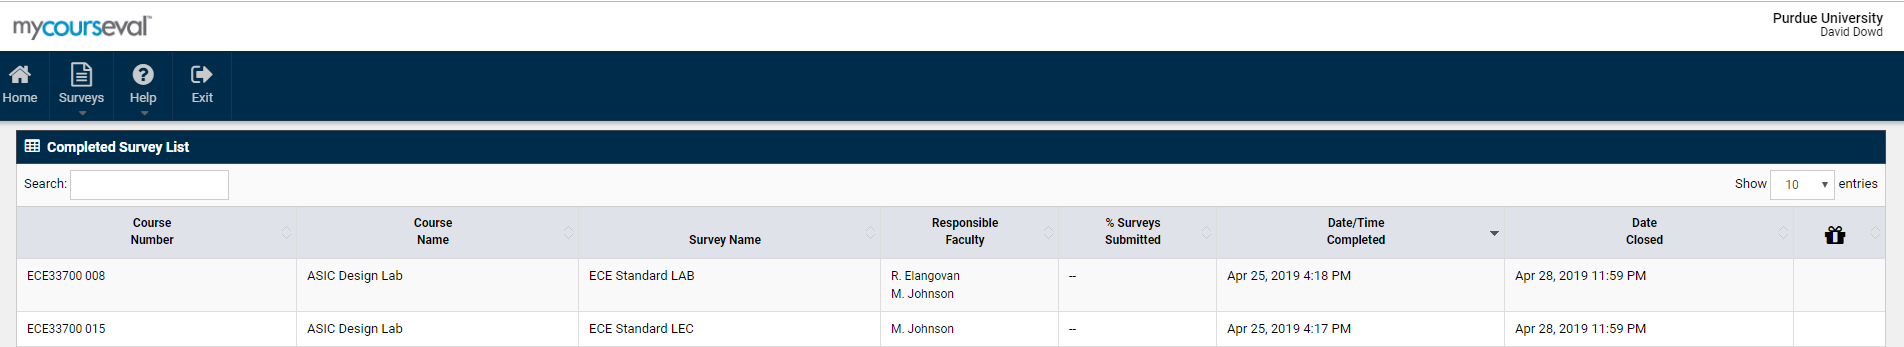 mycourseval™
Purdue University
David Dowd
Home
Surveys
Help
Exit
Completed Survey List
Search:
Show 10 entries
Course Number
Course Name
Survey Name
Responsible Faculty
% Surveys Submitted
Date/Time Completed
Date Closed
ECE33700 008 ASIC Design Lab ECE Standard LAB R. Elangovan -- Apr 25, 2019 4:18 PM Apr 28, 2019 11:59 PM
M. Johnson
ECE33700 015 ASIC Design Lab ECE Standard LEC M. Johnson -- Apr 25, 2019 4:17 PM Apr 28, 2019 11:59 PM